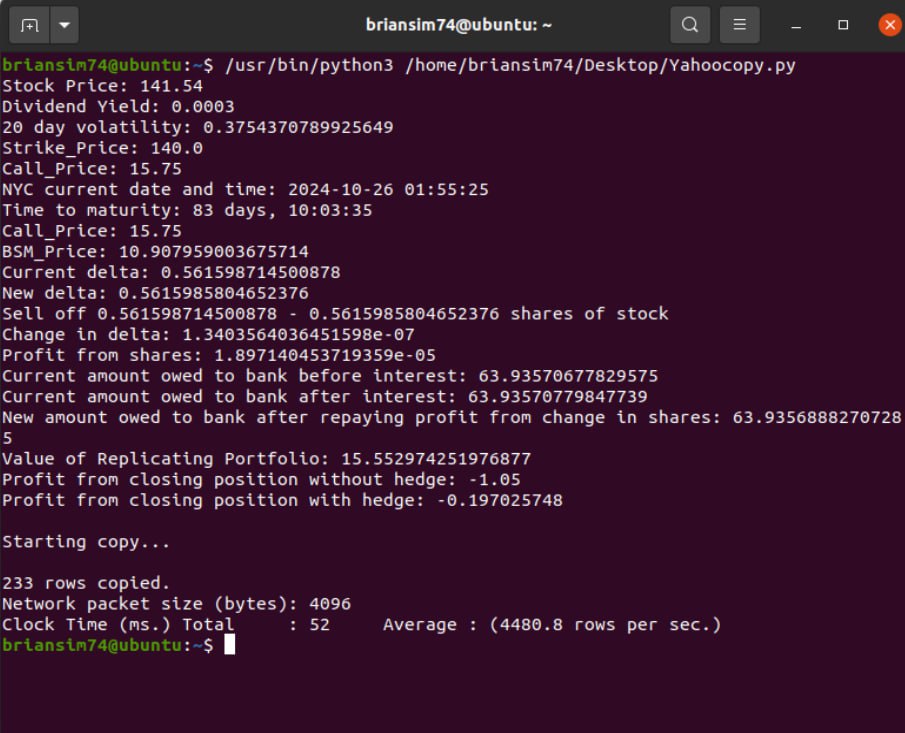 briansim74@ubuntu: ~
briansim74@ubuntu:~$ /usr/bin/python3 /home/briansim74/Desktop/Yahoocopy.py
Stock Price: 141.54
Dividend Yield: 0.0003
20 day volatility: 0.3754370789925649
Strike_Price: 140.0
Call_Price: 15.75
NYC current date and time: 2024-10-26 01:55:25
Time to maturity: 83 days, 10:03:35
Call_Price: 15.75
BSM_Price: 10.907959003675714
Current delta: 0.561598714500878
New delta: 0.5615985804652376
Sell off 0.561598714500878 - 0.5615985804652376 shares of stock
Change in delta: 1.3403564036451598e-07
Profit from shares: 1.897140453719359e-05
Current amount owed to bank before interest: 63.93570677829575
Current amount owed to bank after interest: 63.93570779847739
New amount owed to bank after repaying profit from change in shares: 63.9356888270728
5
Value of Replicating Portfolio: 15.552974251976877
Profit from closing position without hedge: -1.05
Profit from closing position with hedge: -0.197025748
Starting copy...
233 rows copied.
Network packet size (bytes): 4096
Clock Time (ms.) Total     : 52     Average : (4480.8 rows per sec.)
briansim74@ubuntu:~$